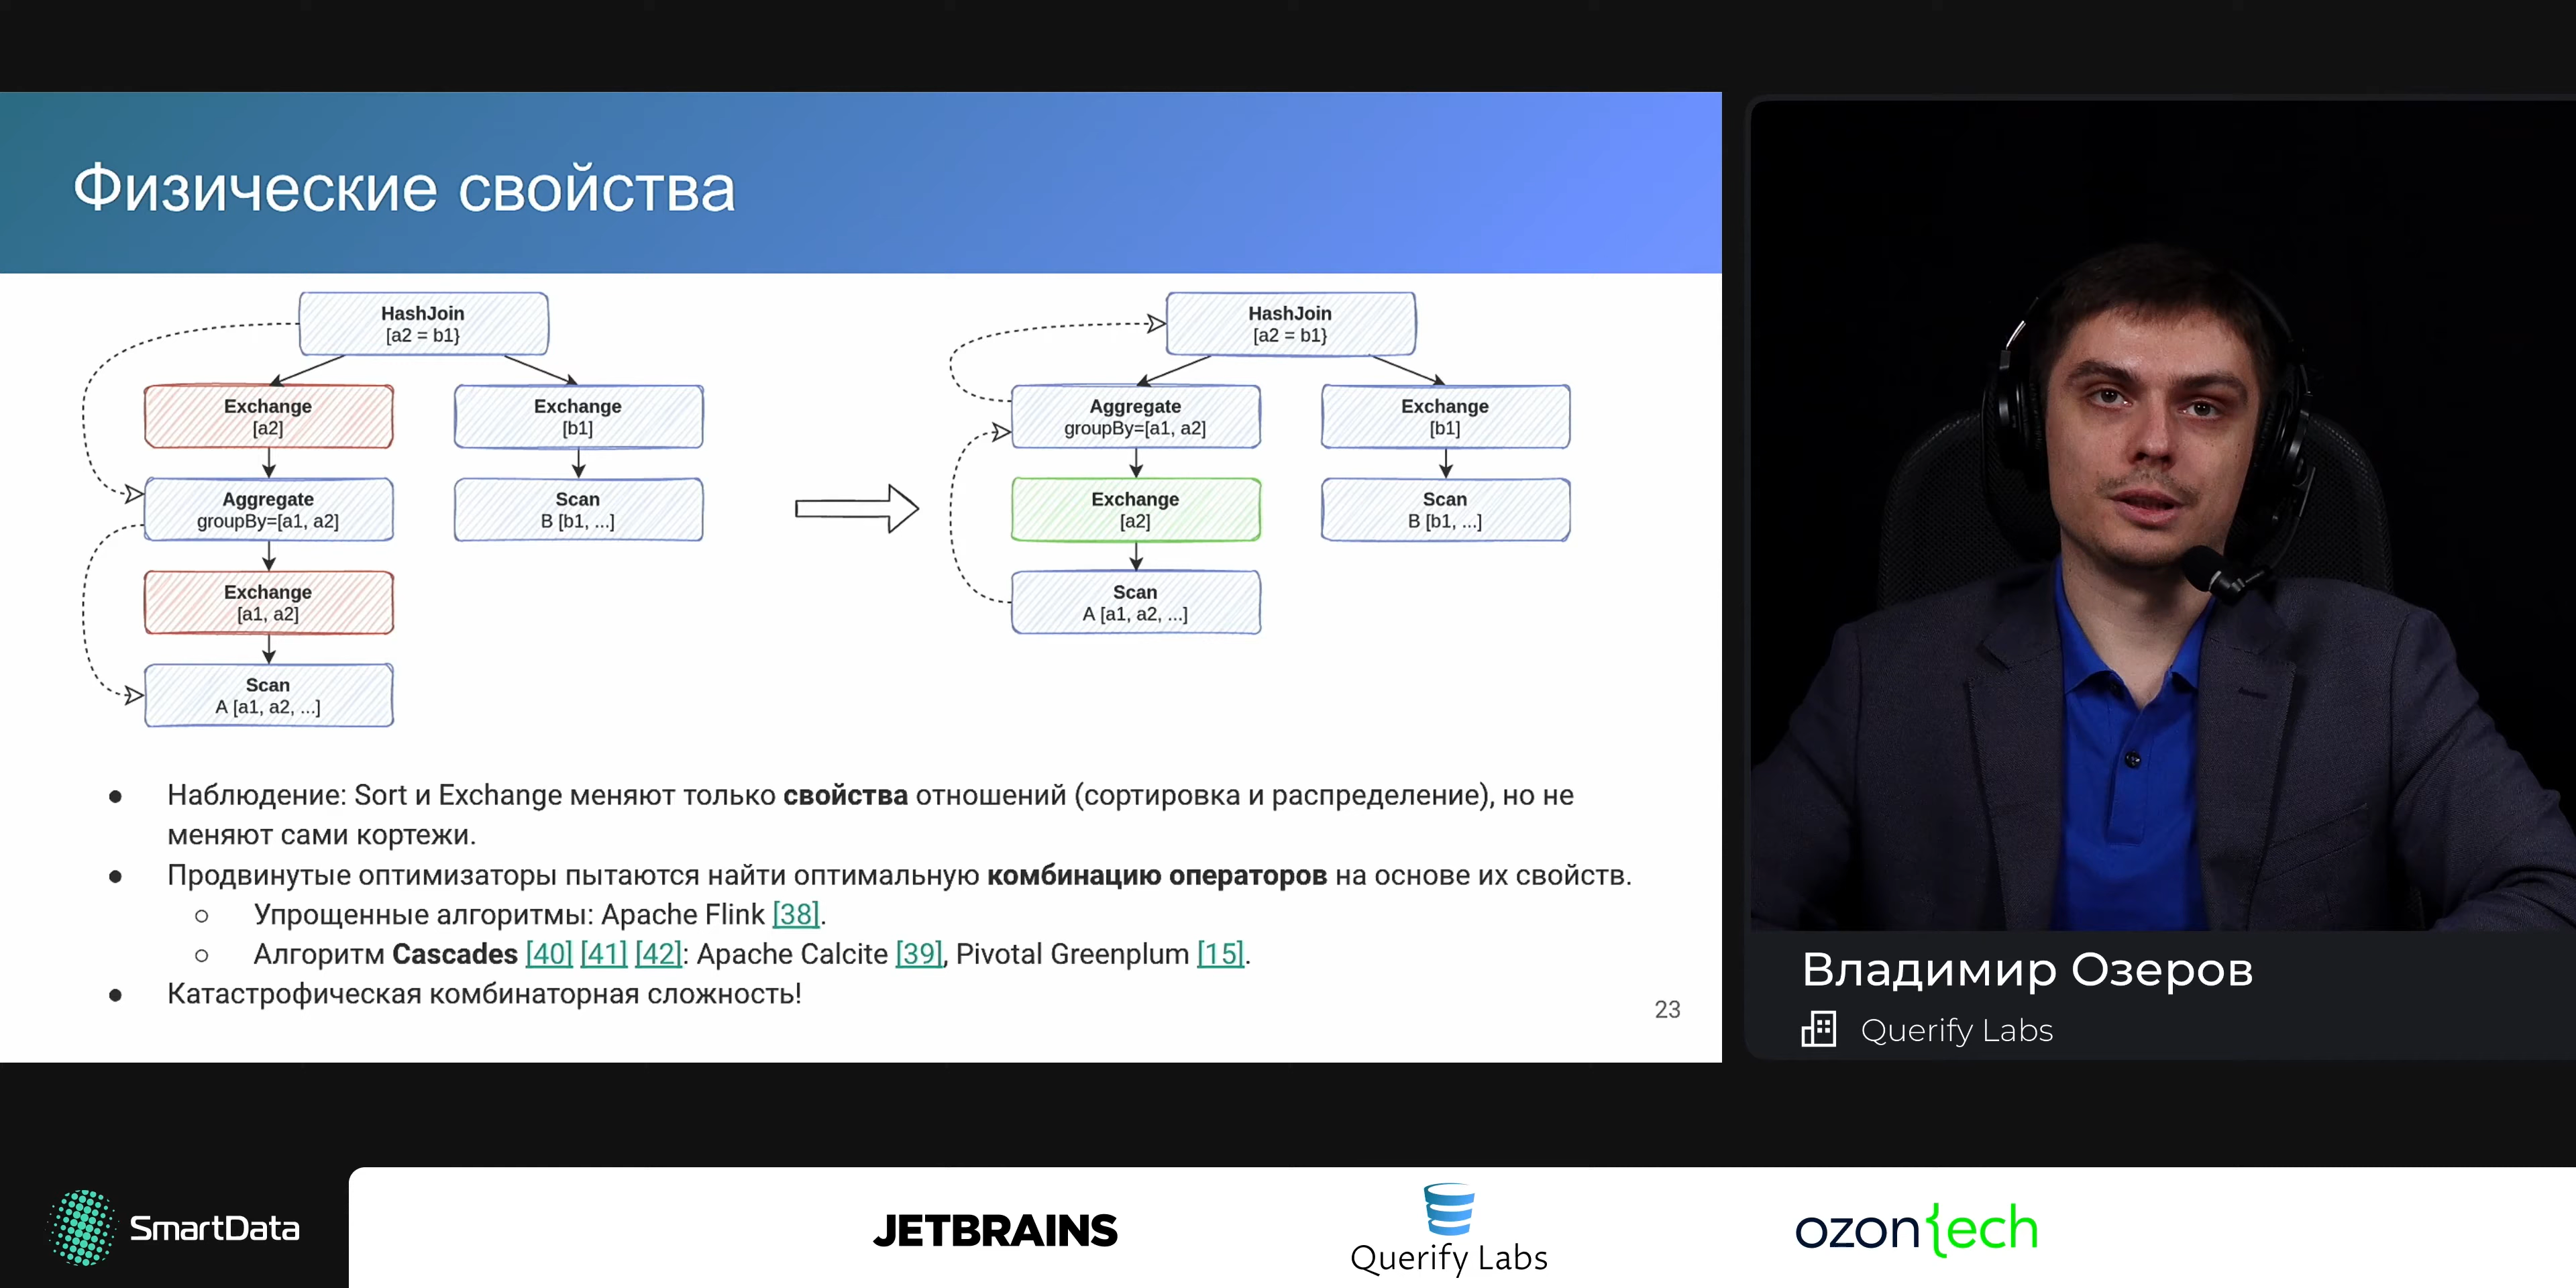 Физические свойства
HashJoin
[a2 = b1}
Exchange
[a2]
Exchange
[b1]
Aggregate
groupBy=[a1, a2]
Scan
B [b1, ...]
Exchange
[a1, a2]
Scan
A [a1, a2, ...]
HashJoin
[a2 = b1}
Aggregate
groupBy=[a1, a2]
Exchange
[b1]
Exchange
[a2]
Scan
B [b1, ...]
Scan
A [a1, a2, ...]
● Наблюдение: Sort и Exchange меняют только свойства отношений (сортировка и распределение), но не
меняют сами кортежи.
● Продвинутые оптимизаторы пытаются найти оптимальную комбинацию операторов на основе их свойств.
○ Упрощенные алгоритмы: Apache Flink [38].
○ Алгоритм Cascades [40] [41] [42]: Apache Calcite [39], Pivotal Greenplum [15].
● Катастрофическая комбинаторная сложность!
23
Владимир Озеров
Querify Labs
SmartData
JETBRAINS
Querify Labs
ozon{ech